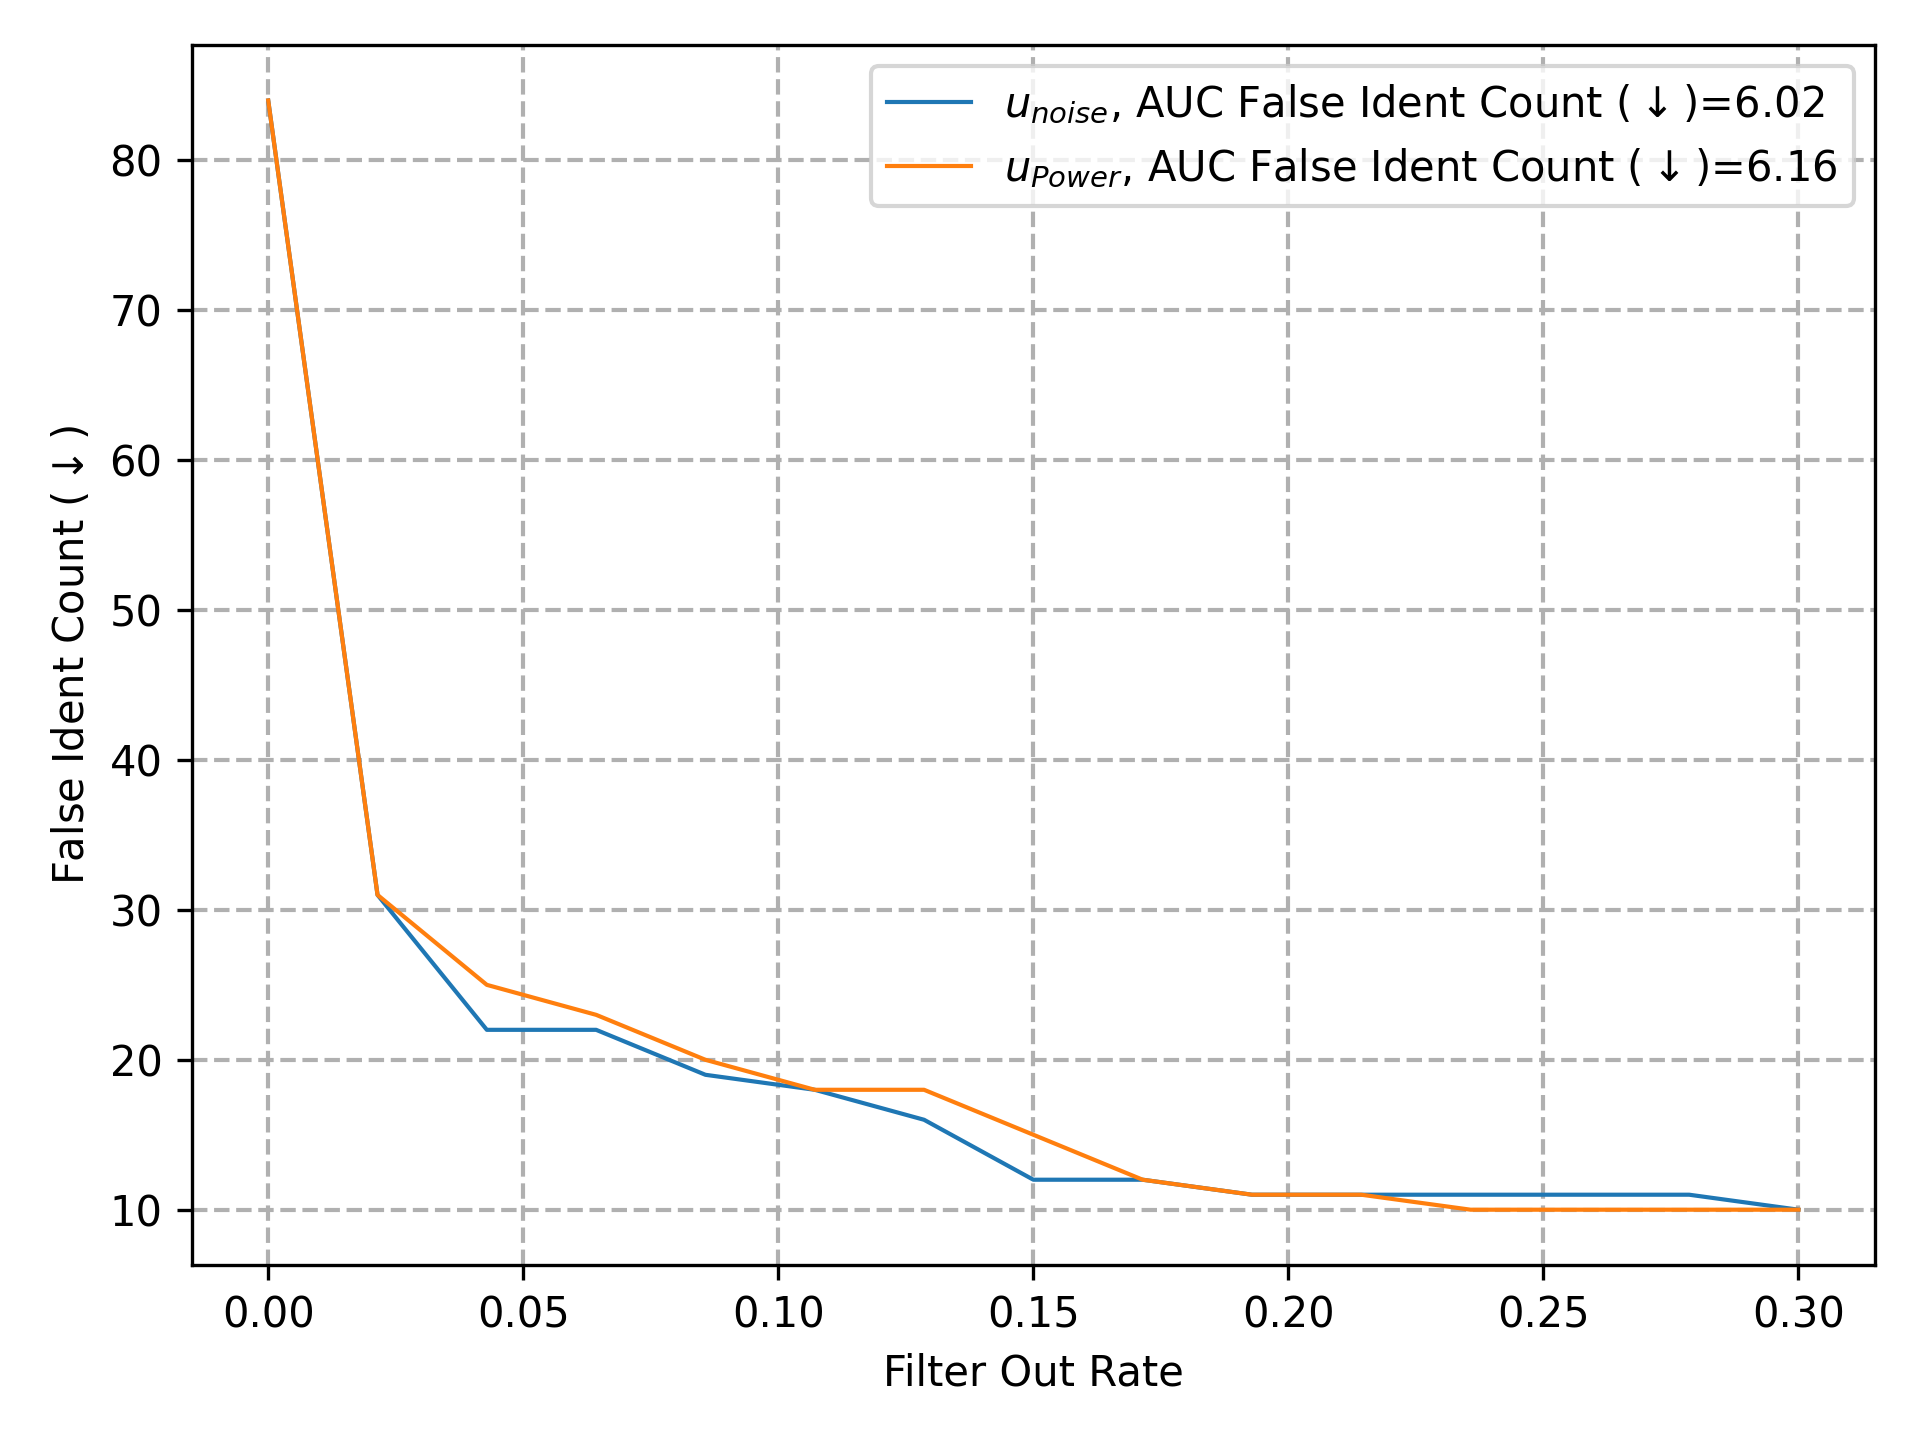 u_noise, AUC False Ident Count (↓)=6.02
u_Power, AUC False Ident Count (↓)=6.16
False Ident Count (↓)
80
70
60
50
40
30
20
10
0.00 0.05 0.10 0.15 0.20 0.25 0.30
Filter Out Rate